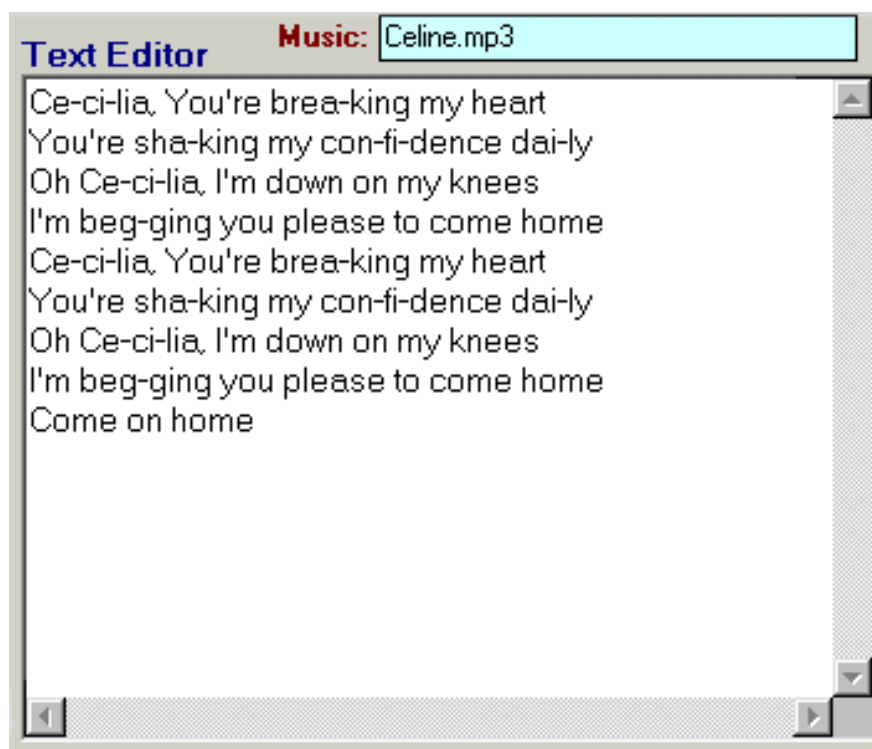 Music: Celine.mp3
Text Editor
Ce-ci-lia, You're brea-king my heart
You're sha-king my con-fi-dence dai-ly
Oh Ce-ci-lia, I'm down on my knees
I'm beg-ging you please to come home
Ce-ci-lia, You're brea-king my heart
You're sha-king my con-fi-dence dai-ly
Oh Ce-ci-lia, I'm down on my knees
I'm beg-ging you please to come home
Come on home